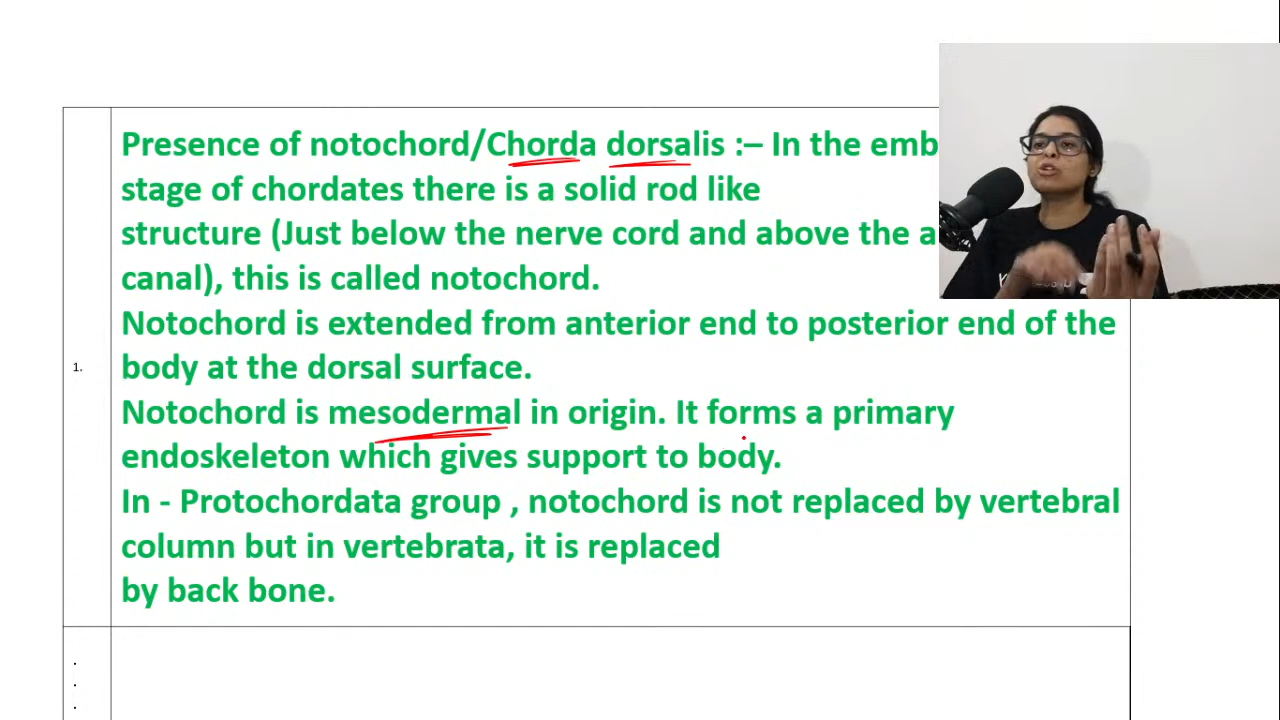 Presence of notochord/Chorda dorsalis :– In the
stage of chordates there is a solid rod like
structure (Just below the nerve cord and above the
canal), this is called notochord.
Notochord is extended from anterior end to posterior end of the
1.
body at the dorsal surface.
Notochord is mesodermal in origin. It forms a primary
endoskeleton which gives support to body.
In - Protochordata group , notochord is not replaced by vertebral
column but in vertebrata, it is replaced
by back bone.